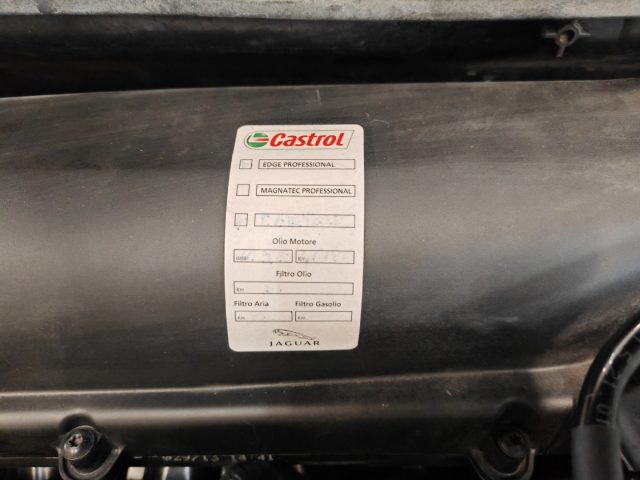 Castrol
EDGE PROFESSIONAL
MAGNATEC PROFESSIONAL
Olio Motore
data Km
Filtro Olio
Km
Filtro Aria Filtro Gasolio
Km Km
JAGUAR